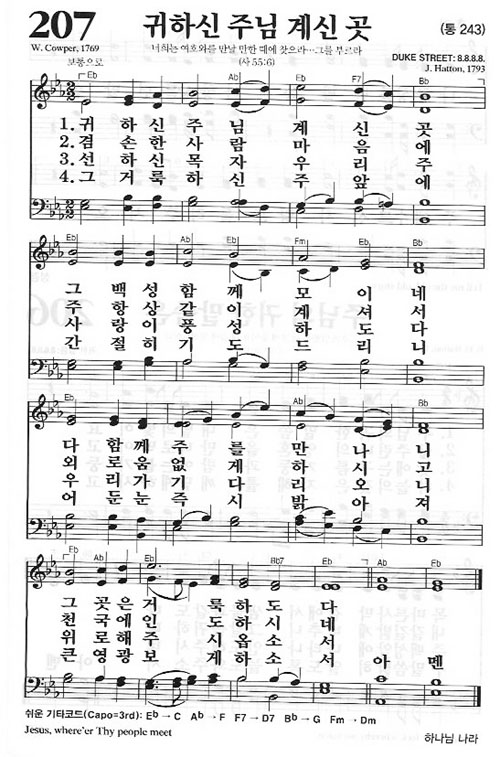 207 귀하신 주님 계신 곳 (통 243)
W. Cowper, 1769 너희는 여호와를 만날 만한 때에 찾으라…그를 부르라 DUKE STREET: 8.8.8.8.
보통으로 (사 55:6) J. Hatton, 1793
Eb Ab Eb F7 Bb
1. 귀 하 신 주 님 계 신 곳
2. 겸 손 한 사 람 마 음 에
3. 선 하 신 목 자 우 리 주
4. 그 거 룩 하 신 주 앞 에
Eb Ab Eb Fm Eb Bb
그 백 성 함 께 모 이 네
주 항 상 같 이 계 셔 서
사 랑 이 풍 성 하 도 다
간 절 히 기 도 드 리 니
Eb Ab Bb
다 함 께 주 를 만 나 니
외 로 움 없 게 하 시 고
우 리 는 기 다 리 오 니
어 둔 눈 즉 시 밝 아 져
Eb Ab Eb Bb7 Eb Ab Eb
그 곳 은 거 룩 하 도 다
천 국 에 인 도 하 시 네
위 로 해 주 시 옵 소 서
큰 영 광 보 게 하 소 서 아 멘
쉬운 기타코드(Capo=3rd): Eb → C Ab → F F7 → D7 Bb → G Fm → Dm
Jesus, where'er Thy people meet
하나님 나라